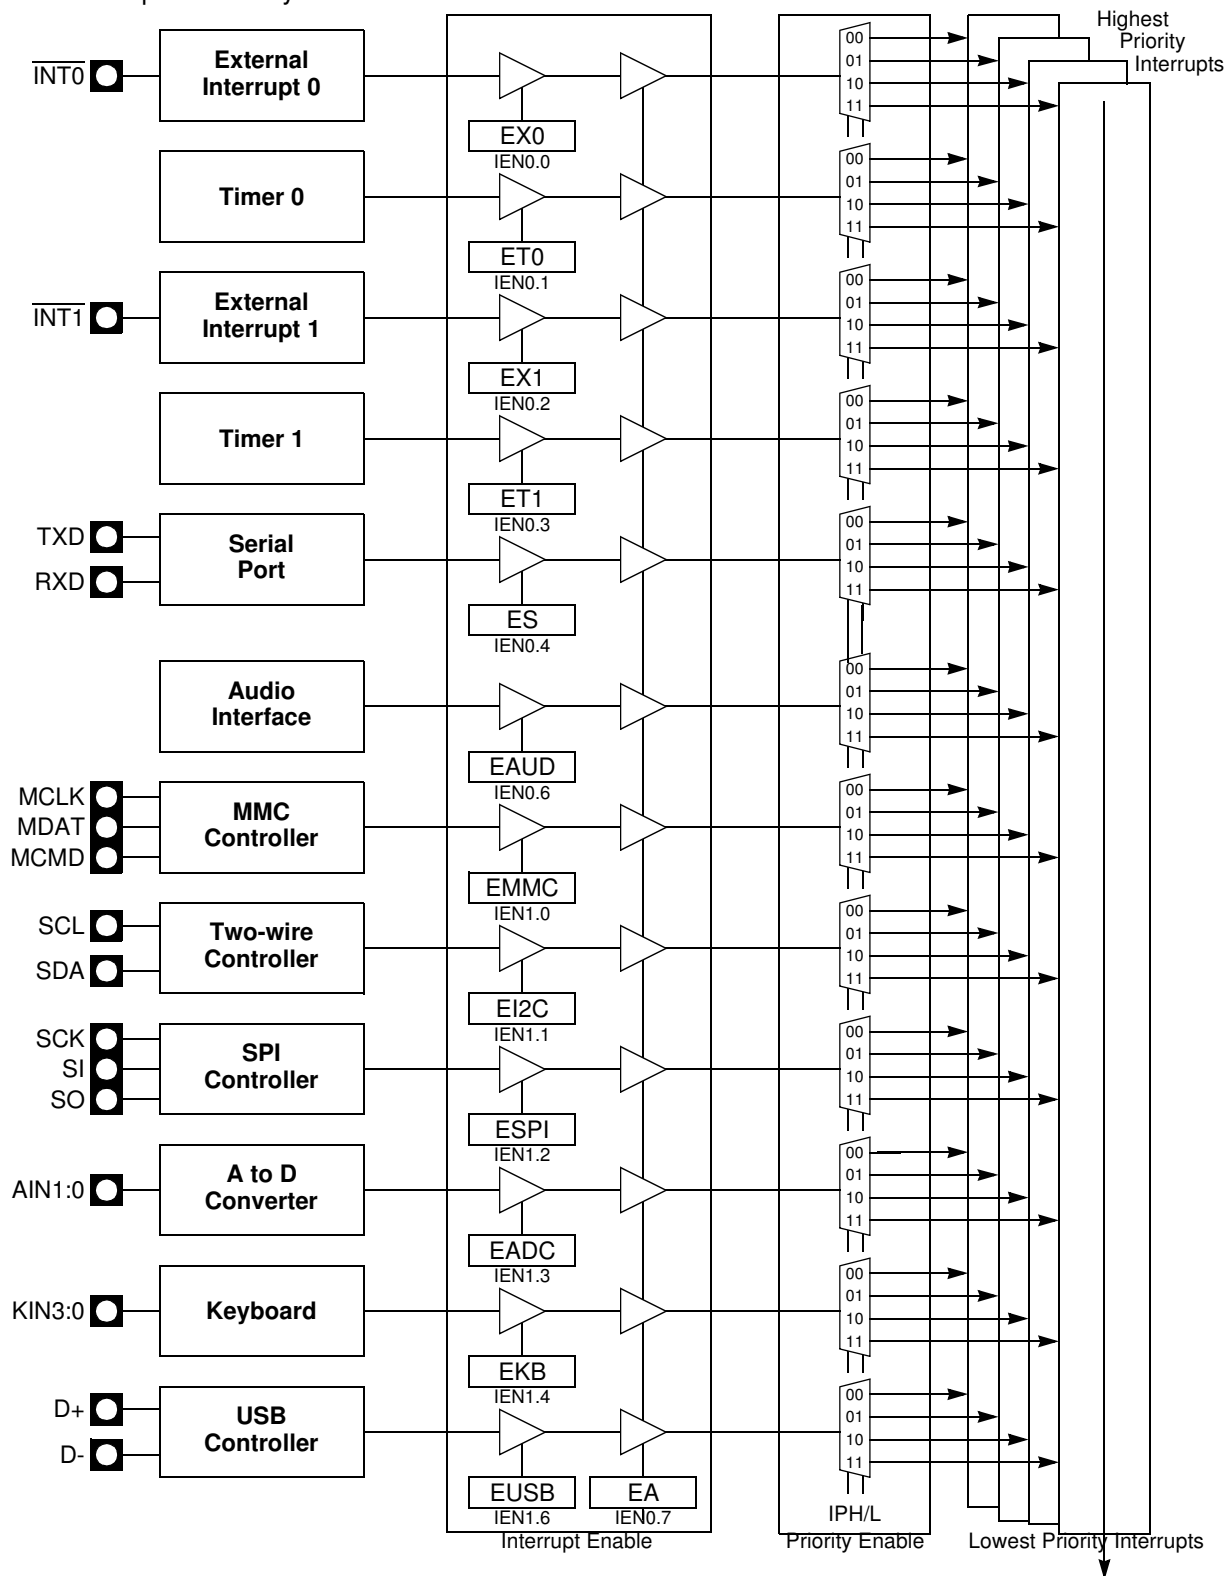 Highest
Priority
Interrupts
INT0
External
Interrupt 0
EX0
IEN0.0
00
01
10
11
Timer 0
ET0
IEN0.1
00
01
10
11
INT1
External
Interrupt 1
EX1
IEN0.2
00
01
10
11
Timer 1
ET1
IEN0.3
00
01
10
11
TXD
RXD
Serial
Port
ES
IEN0.4
00
01
10
11
Audio
Interface
EAUD
IEN0.6
00
01
10
11
MCLK
MDAT
MCMD
MMC
Controller
EMMC
IEN1.0
00
01
10
11
SCL
SDA
Two-wire
Controller
EI2C
IEN1.1
00
01
10
11
SCK
SI
SO
SPI
Controller
ESPI
IEN1.2
00
01
10
11
AIN1:0
A to D
Converter
EADC
IEN1.3
00
01
10
11
KIN3:0
Keyboard
EKB
IEN1.4
00
01
10
11
D+
D-
USB
Controller
EUSB
IEN1.6
EA
IEN0.7
00
01
10
11
IPH/L
Interrupt Enable
Priority Enable
Lowest Priority Interrupts